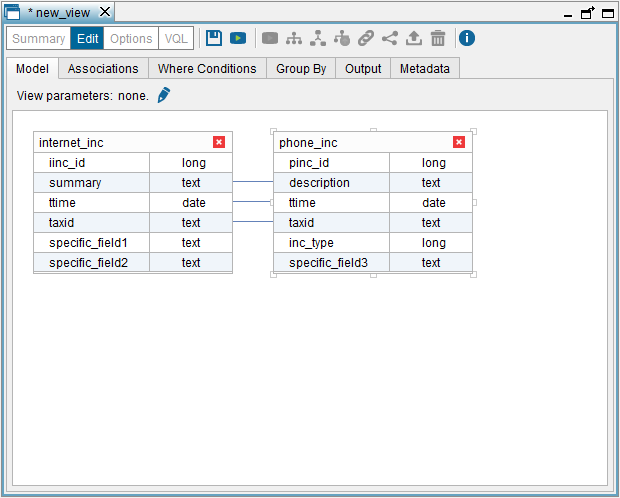 * new_view
Summary Edit Options VQL
Model Associations Where Conditions Group By Output Metadata
View parameters: none.
internet_inc
iinc_id long
summary text
ttime date
taxid text
specific_field1 text
specific_field2 text
phone_inc
pinc_id long
description text
ttime date
taxid text
inc_type long
specific_field3 text